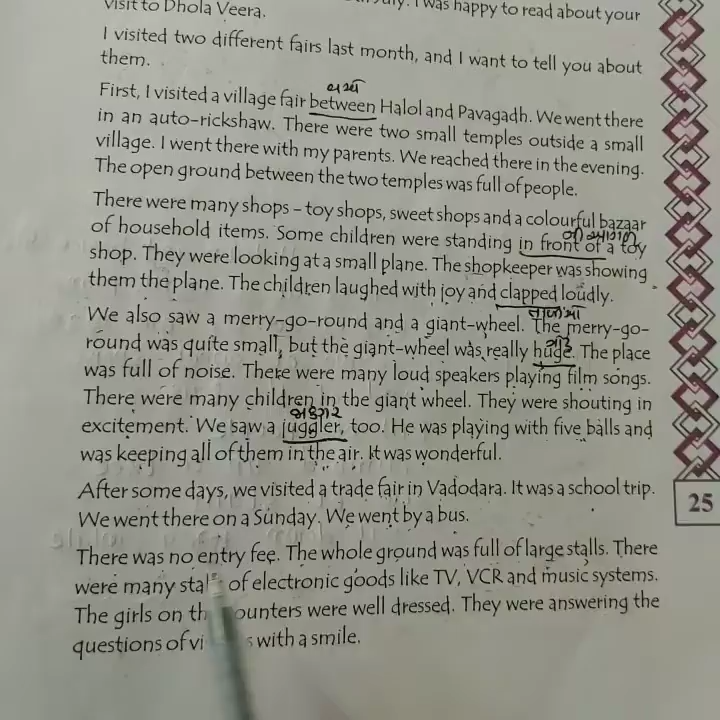 visit to Dhola Veera. I was happy to read about your
I visited two different fairs last month, and I want to tell you about
them.
First, I visited a village fair between Halol and Pavagadh. We went there
in an auto-rickshaw. There were two small temples outside a small
village. I went there with my parents. We reached there in the evening.
The open ground between the two temples was full of people.
There were many shops – toy shops, sweet shops and a colourful bazaar
of household items. Some children were standing in front of a toy
shop. They were looking at a small plane. The shopkeeper was showing
them the plane. The children laughed with joy and clapped loudly.
We also saw a merry-go-round and a giant-wheel. The merry-go-
round was quite small, but the giant-wheel was really huge. The place
was full of noise. There were many loud speakers playing film songs.
There were many children in the giant wheel. They were shouting in
excitement. We saw a juggler, too. He was playing with five balls and
was keeping all of them in the air. It was wonderful.
After some days, we visited a trade fair in Vadodara. It was a school trip.
We went there on a Sunday. We went by a bus.
25
There was no entry fee. The whole ground was full of large stalls. There
were many of electronic goods like TV, VCR and music systems.
The girls on were well dressed. They were answering the
questions of with a smile.